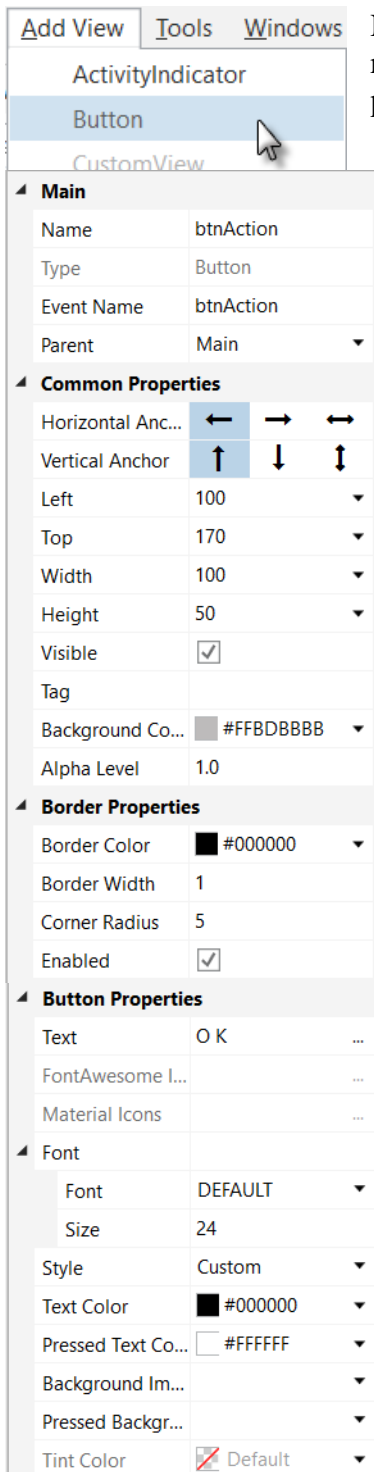 Add View Tools Windows
ActivityIndicator
Button
CustomView
Main
Name btnAction
Type Button
Event Name btnAction
Parent Main
Common Properties
Horizontal Anc...
Vertical Anchor
Left 100
Top 170
Width 100
Height 50
Visible
Tag
Background Co... #FFBDBBBB
Alpha Level 1.0
Border Properties
Border Color #000000
Border Width 1
Corner Radius 5
Enabled
Button Properties
Text O K ...
FontAwesome I... ...
Material Icons ...
Font
Font DEFAULT
Size 24
Style Custom
Text Color #000000
Pressed Text Co... #FFFFFF
Background Im...
Pressed Backgr...
Tint Color Default